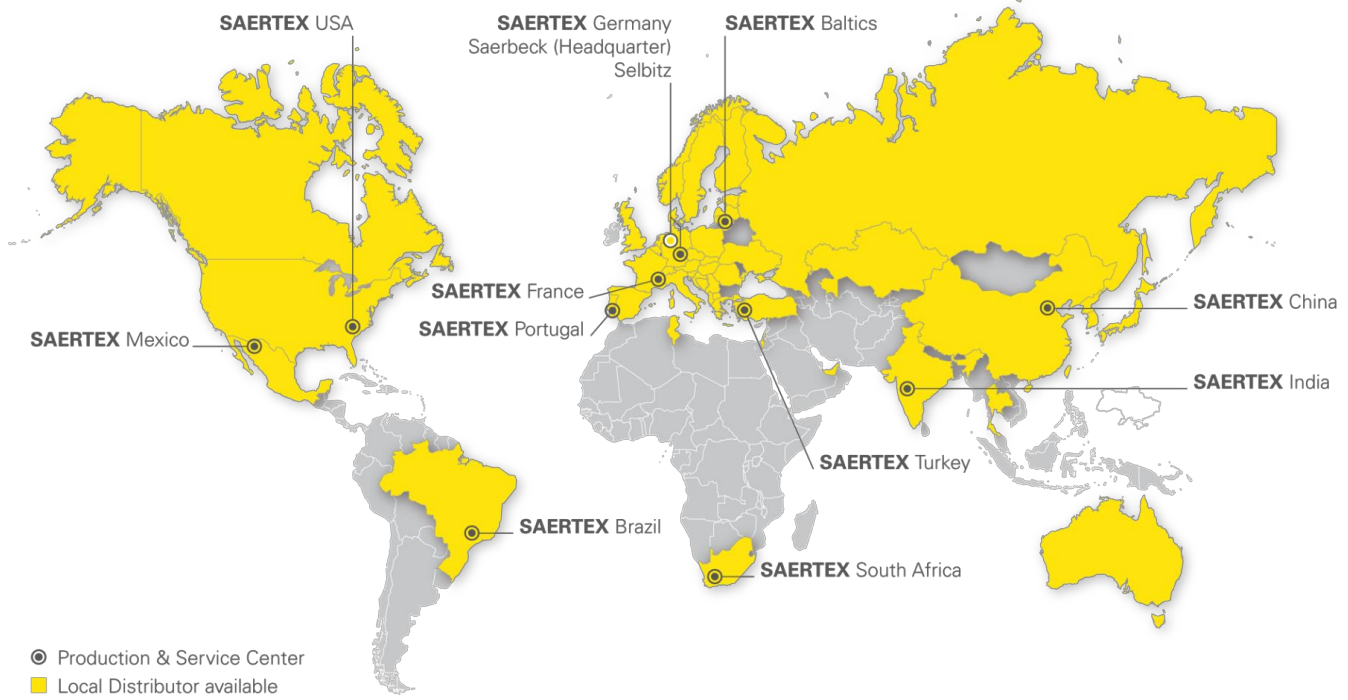 SAERTEX USA
SAERTEX Germany
Saerbeck (Headquarter)
Selbitz
SAERTEX Baltics
SAERTEX France
SAERTEX Portugal
SAERTEX Mexico
SAERTEX China
SAERTEX India
SAERTEX Turkey
SAERTEX Brazil
SAERTEX South Africa
Production & Service Center
Local Distributor available